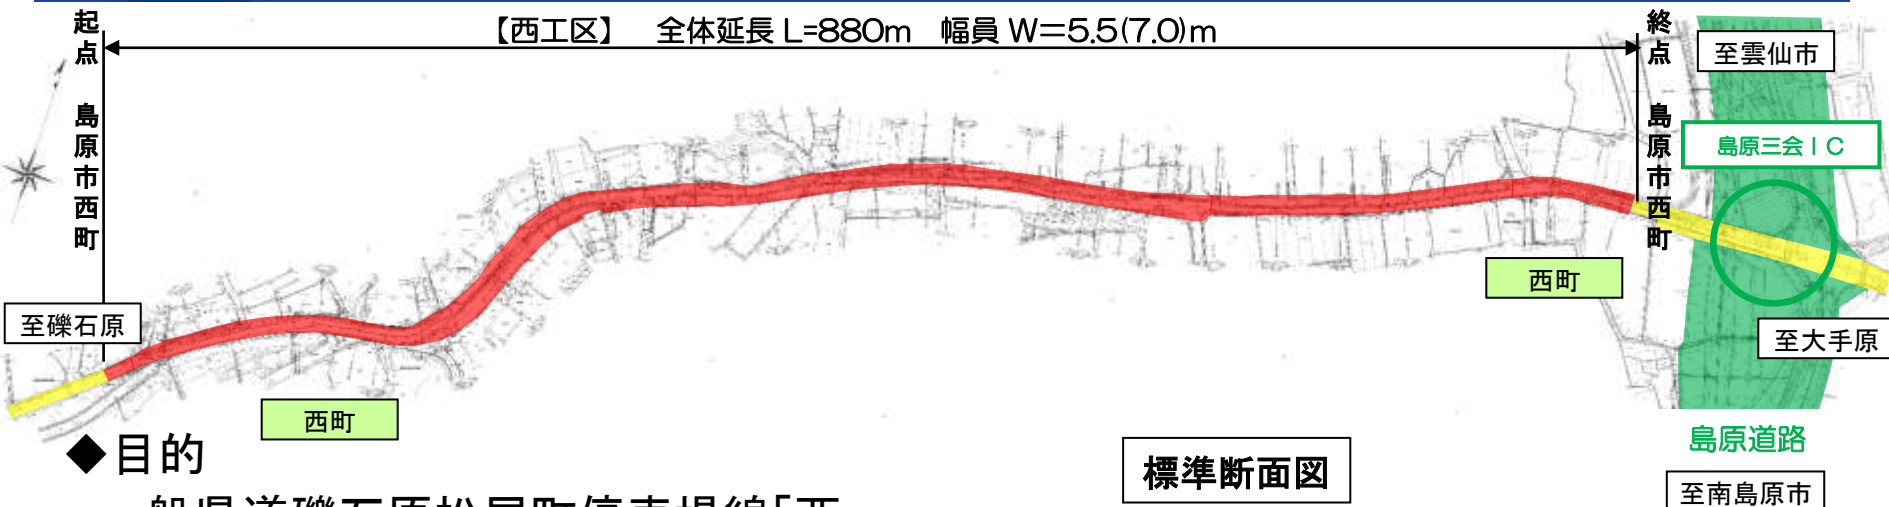 【西工区】　全体延長 L=880m　幅員 W=5.5(7.0)m
起点　島原市西町
終点　島原市西町
至雲仙市
島原三会IC
西町
至礫石原
至大手原
西町
◆目的
島原道路
標準断面図
至南島原市